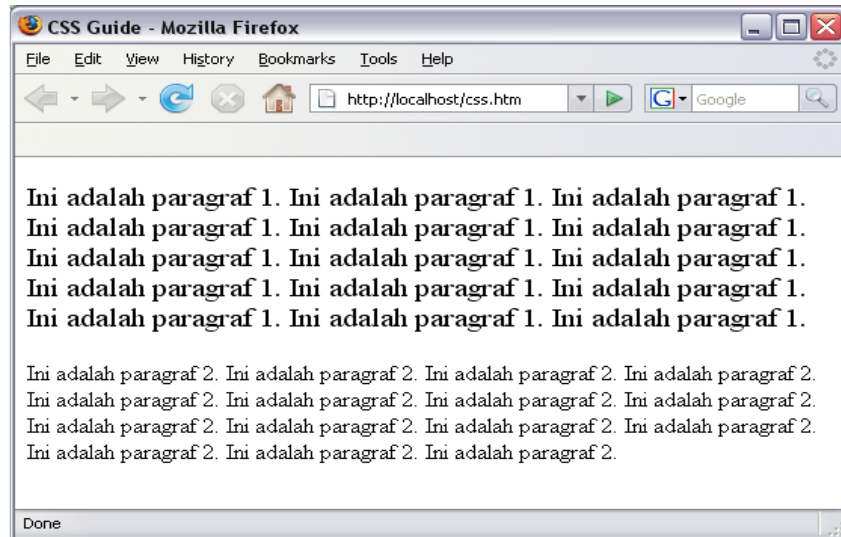 CSS Guide - Mozilla Firefox
File Edit View History Bookmarks Tools Help
http://localhost/css.htm G Google
Ini adalah paragraf 1. Ini adalah paragraf 1. Ini adalah paragraf 1.
Ini adalah paragraf 1. Ini adalah paragraf 1. Ini adalah paragraf 1.
Ini adalah paragraf 1. Ini adalah paragraf 1. Ini adalah paragraf 1.
Ini adalah paragraf 1. Ini adalah paragraf 1. Ini adalah paragraf 1.
Ini adalah paragraf 1. Ini adalah paragraf 1. Ini adalah paragraf 1.
Ini adalah paragraf 2. Ini adalah paragraf 2. Ini adalah paragraf 2. Ini adalah paragraf 2.
Ini adalah paragraf 2. Ini adalah paragraf 2. Ini adalah paragraf 2. Ini adalah paragraf 2.
Ini adalah paragraf 2. Ini adalah paragraf 2. Ini adalah paragraf 2. Ini adalah paragraf 2.
Ini adalah paragraf 2. Ini adalah paragraf 2. Ini adalah paragraf 2.
Done